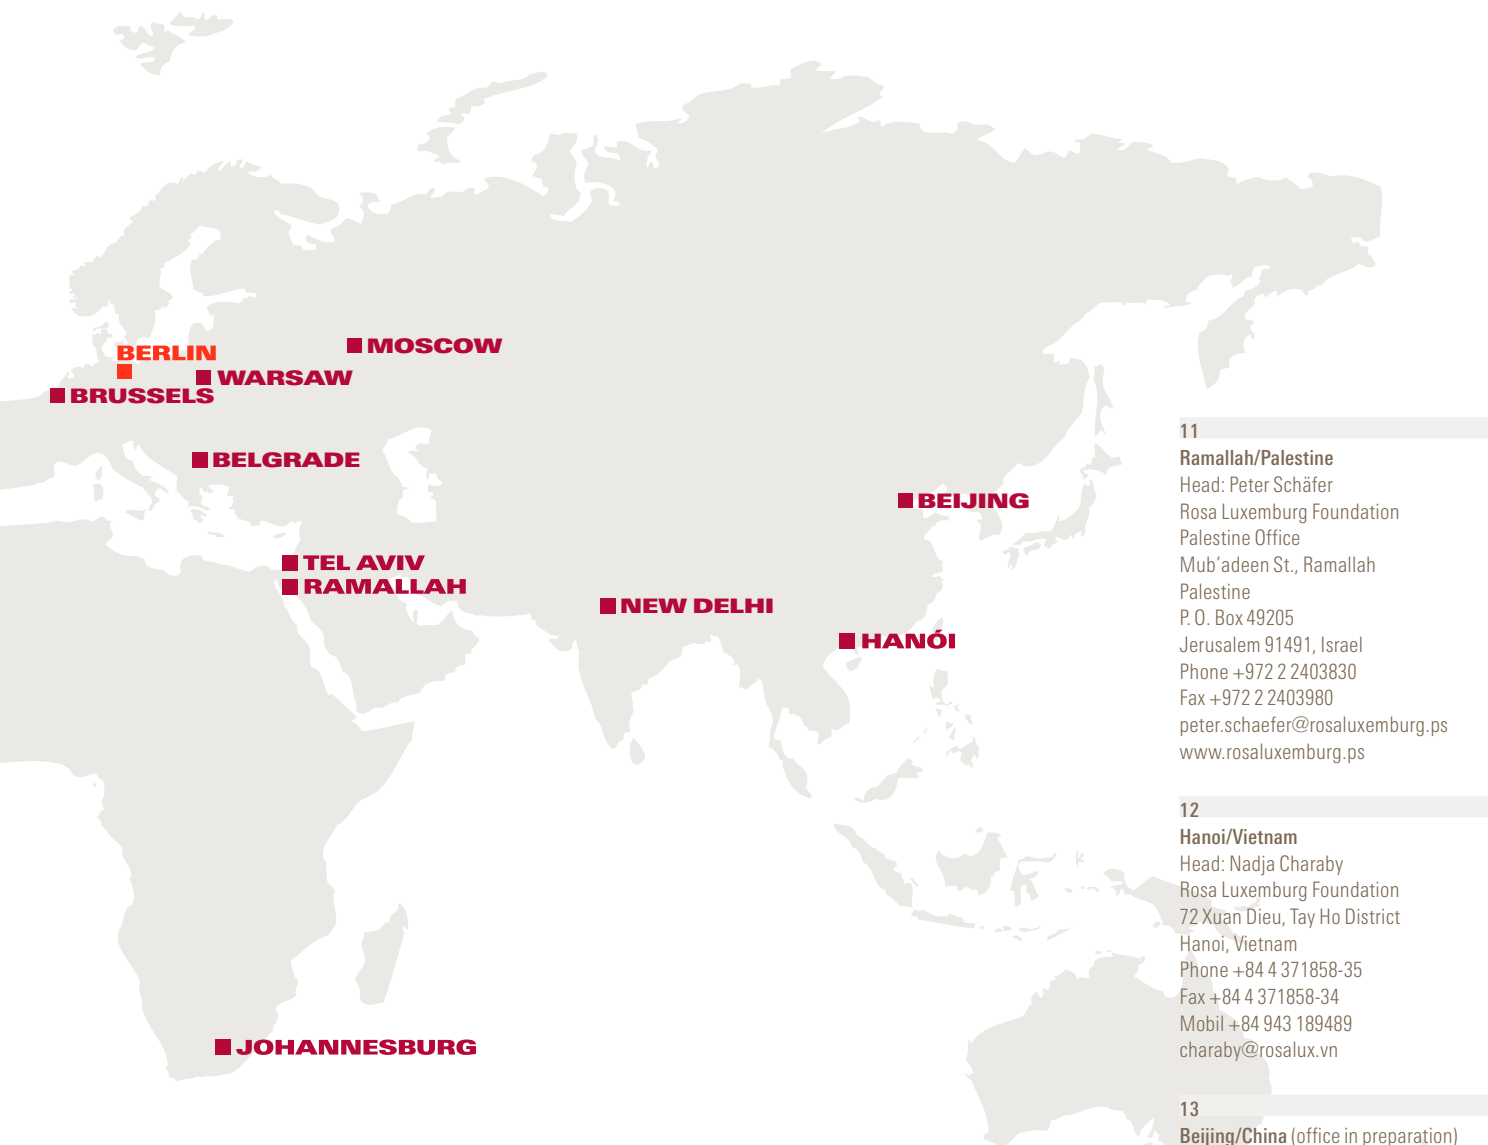 MOSCOW
BERLIN
WARSAW
BRUSSELS
BELGRADE
BEIJING
TEL AVIV
RAMALLAH
NEW DELHI
HANÓI
JOHANNESBURG
11
Ramallah/Palestine
Head: Peter Schäfer
Rosa Luxemburg Foundation
Palestine Office
Mub’adeen St., Ramallah
Palestine
P. O. Box 49205
Jerusalem 91491, Israel
Phone +972 2 2403830
Fax +972 2 2403980
peter.schaefer@rosaluxemburg.ps
www.rosaluxemburg.ps
12
Hanoi/Vietnam
Head: Nadja Charaby
Rosa Luxemburg Foundation
72 Xuan Dieu, Tay Ho District
Hanoi, Vietnam
Phone +84 4 371858-35
Fax +84 4 371858-34
Mobil +84 943 189489
charaby@rosalux.vn
13
Beijing/China (office in preparation)